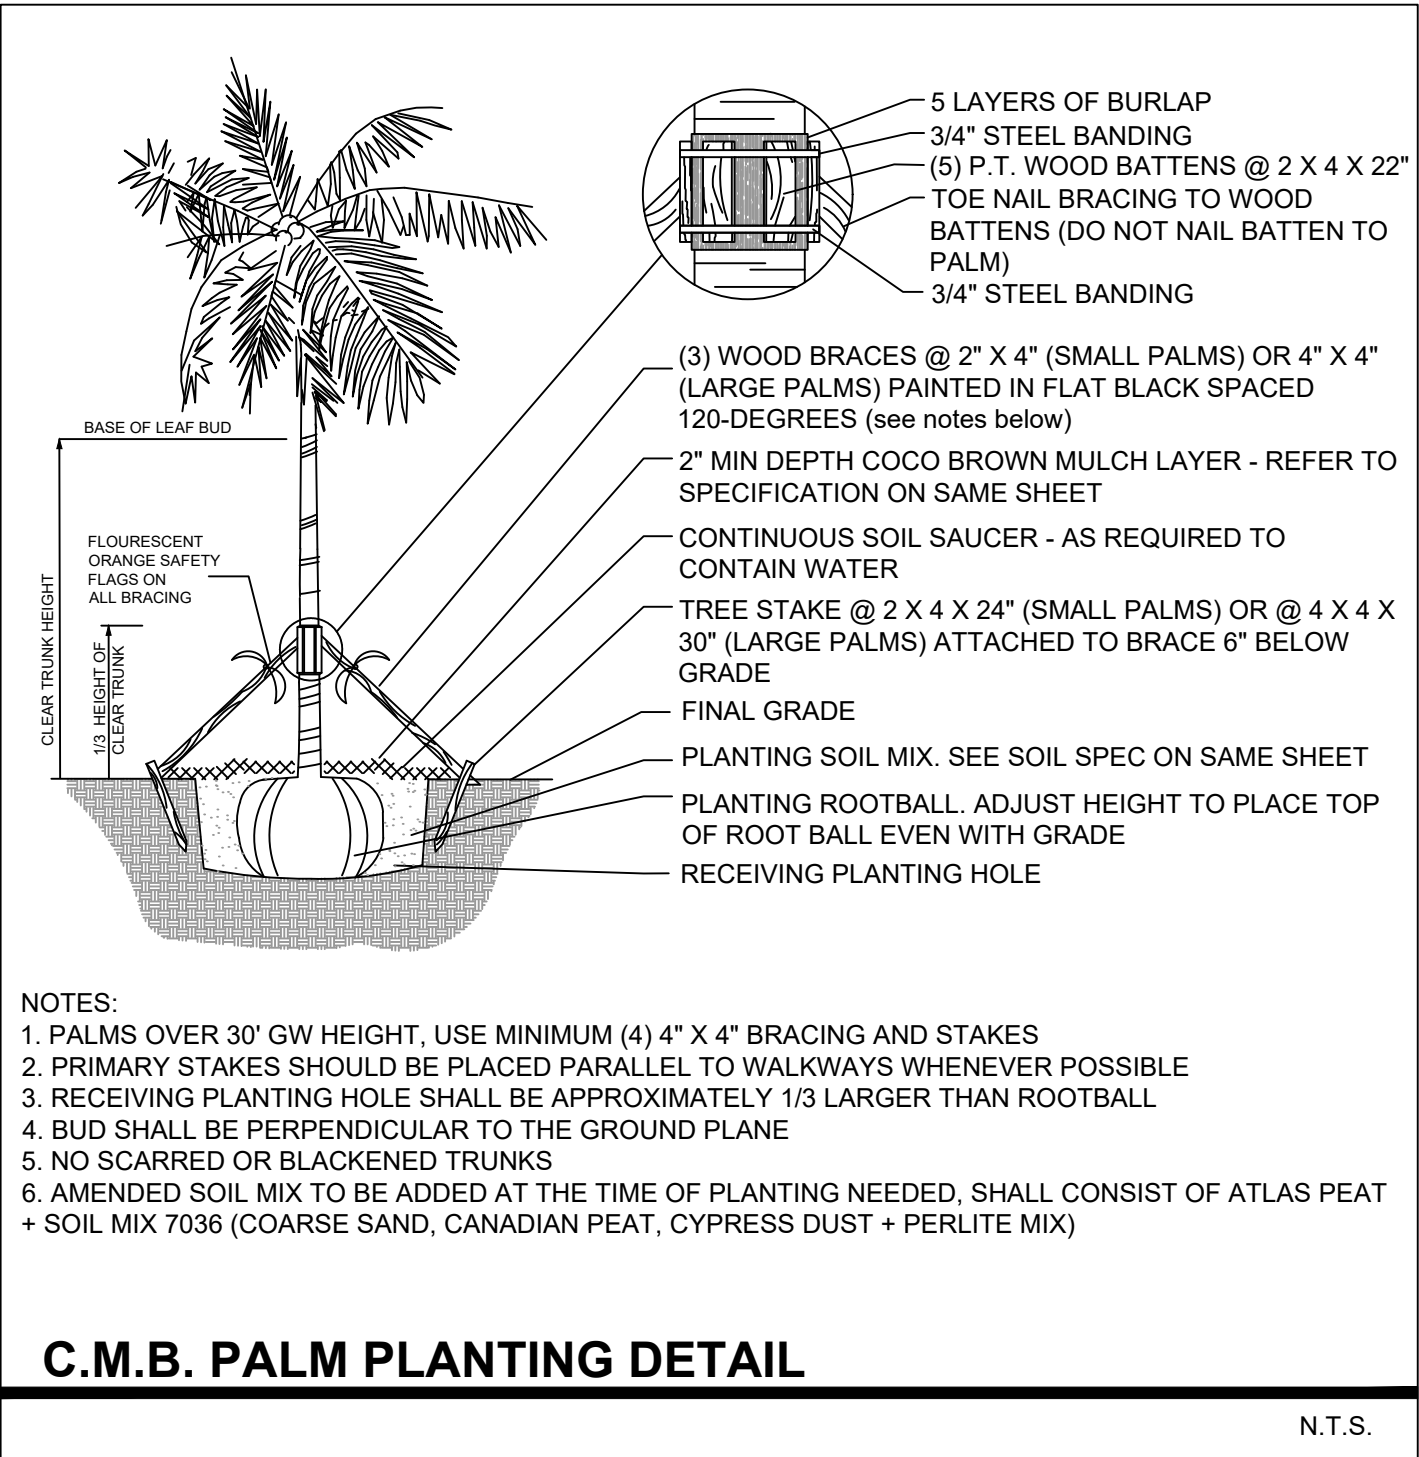 5 LAYERS OF BURLAP
3/4" STEEL BANDING
(5) P.T. WOOD BATTENS @ 2 X 4 X 22"
TOE NAIL BRACING TO WOOD
BATTENS (DO NOT NAIL BATTEN TO
PALM)
3/4" STEEL BANDING
(3) WOOD BRACES @ 2" X 4" (SMALL PALMS) OR 4" X 4"
(LARGE PALMS) PAINTED IN FLAT BLACK SPACED
120-DEGREES (see notes below)
BASE OF LEAF BUD
2" MIN DEPTH COCO BROWN MULCH LAYER - REFER TO
SPECIFICATION ON SAME SHEET
FLOURESCENT
ORANGE SAFETY
FLAGS ON
ALL BRACING
CONTINUOUS SOIL SAUCER - AS REQUIRED TO
CONTAIN WATER
CLEAR TRUNK HEIGHT
1/3 HEIGHT OF
CLEAR TRUNK
TREE STAKE @ 2 X 4 X 24" (SMALL PALMS) OR @ 4 X 4 X
30" (LARGE PALMS) ATTACHED TO BRACE 6" BELOW
GRADE
FINAL GRADE
PLANTING SOIL MIX. SEE SOIL SPEC ON SAME SHEET
PLANTING ROOTBALL. ADJUST HEIGHT TO PLACE TOP
OF ROOT BALL EVEN WITH GRADE
RECEIVING PLANTING HOLE
NOTES:
1. PALMS OVER 30' GW HEIGHT, USE MINIMUM (4) 4" X 4" BRACING AND STAKES
2. PRIMARY STAKES SHOULD BE PLACED PARALLEL TO WALKWAYS WHENEVER POSSIBLE
3. RECEIVING PLANTING HOLE SHALL BE APPROXIMATELY 1/3 LARGER THAN ROOTBALL
4. BUD SHALL BE PERPENDICULAR TO THE GROUND PLANE
5. NO SCARRED OR BLACKENED TRUNKS
6. AMENDED SOIL MIX TO BE ADDED AT THE TIME OF PLANTING NEEDED, SHALL CONSIST OF ATLAS PEAT
+ SOIL MIX 7036 (COARSE SAND, CANADIAN PEAT, CYPRESS DUST + PERLITE MIX)
C.M.B. PALM PLANTING DETAIL
N.T.S.